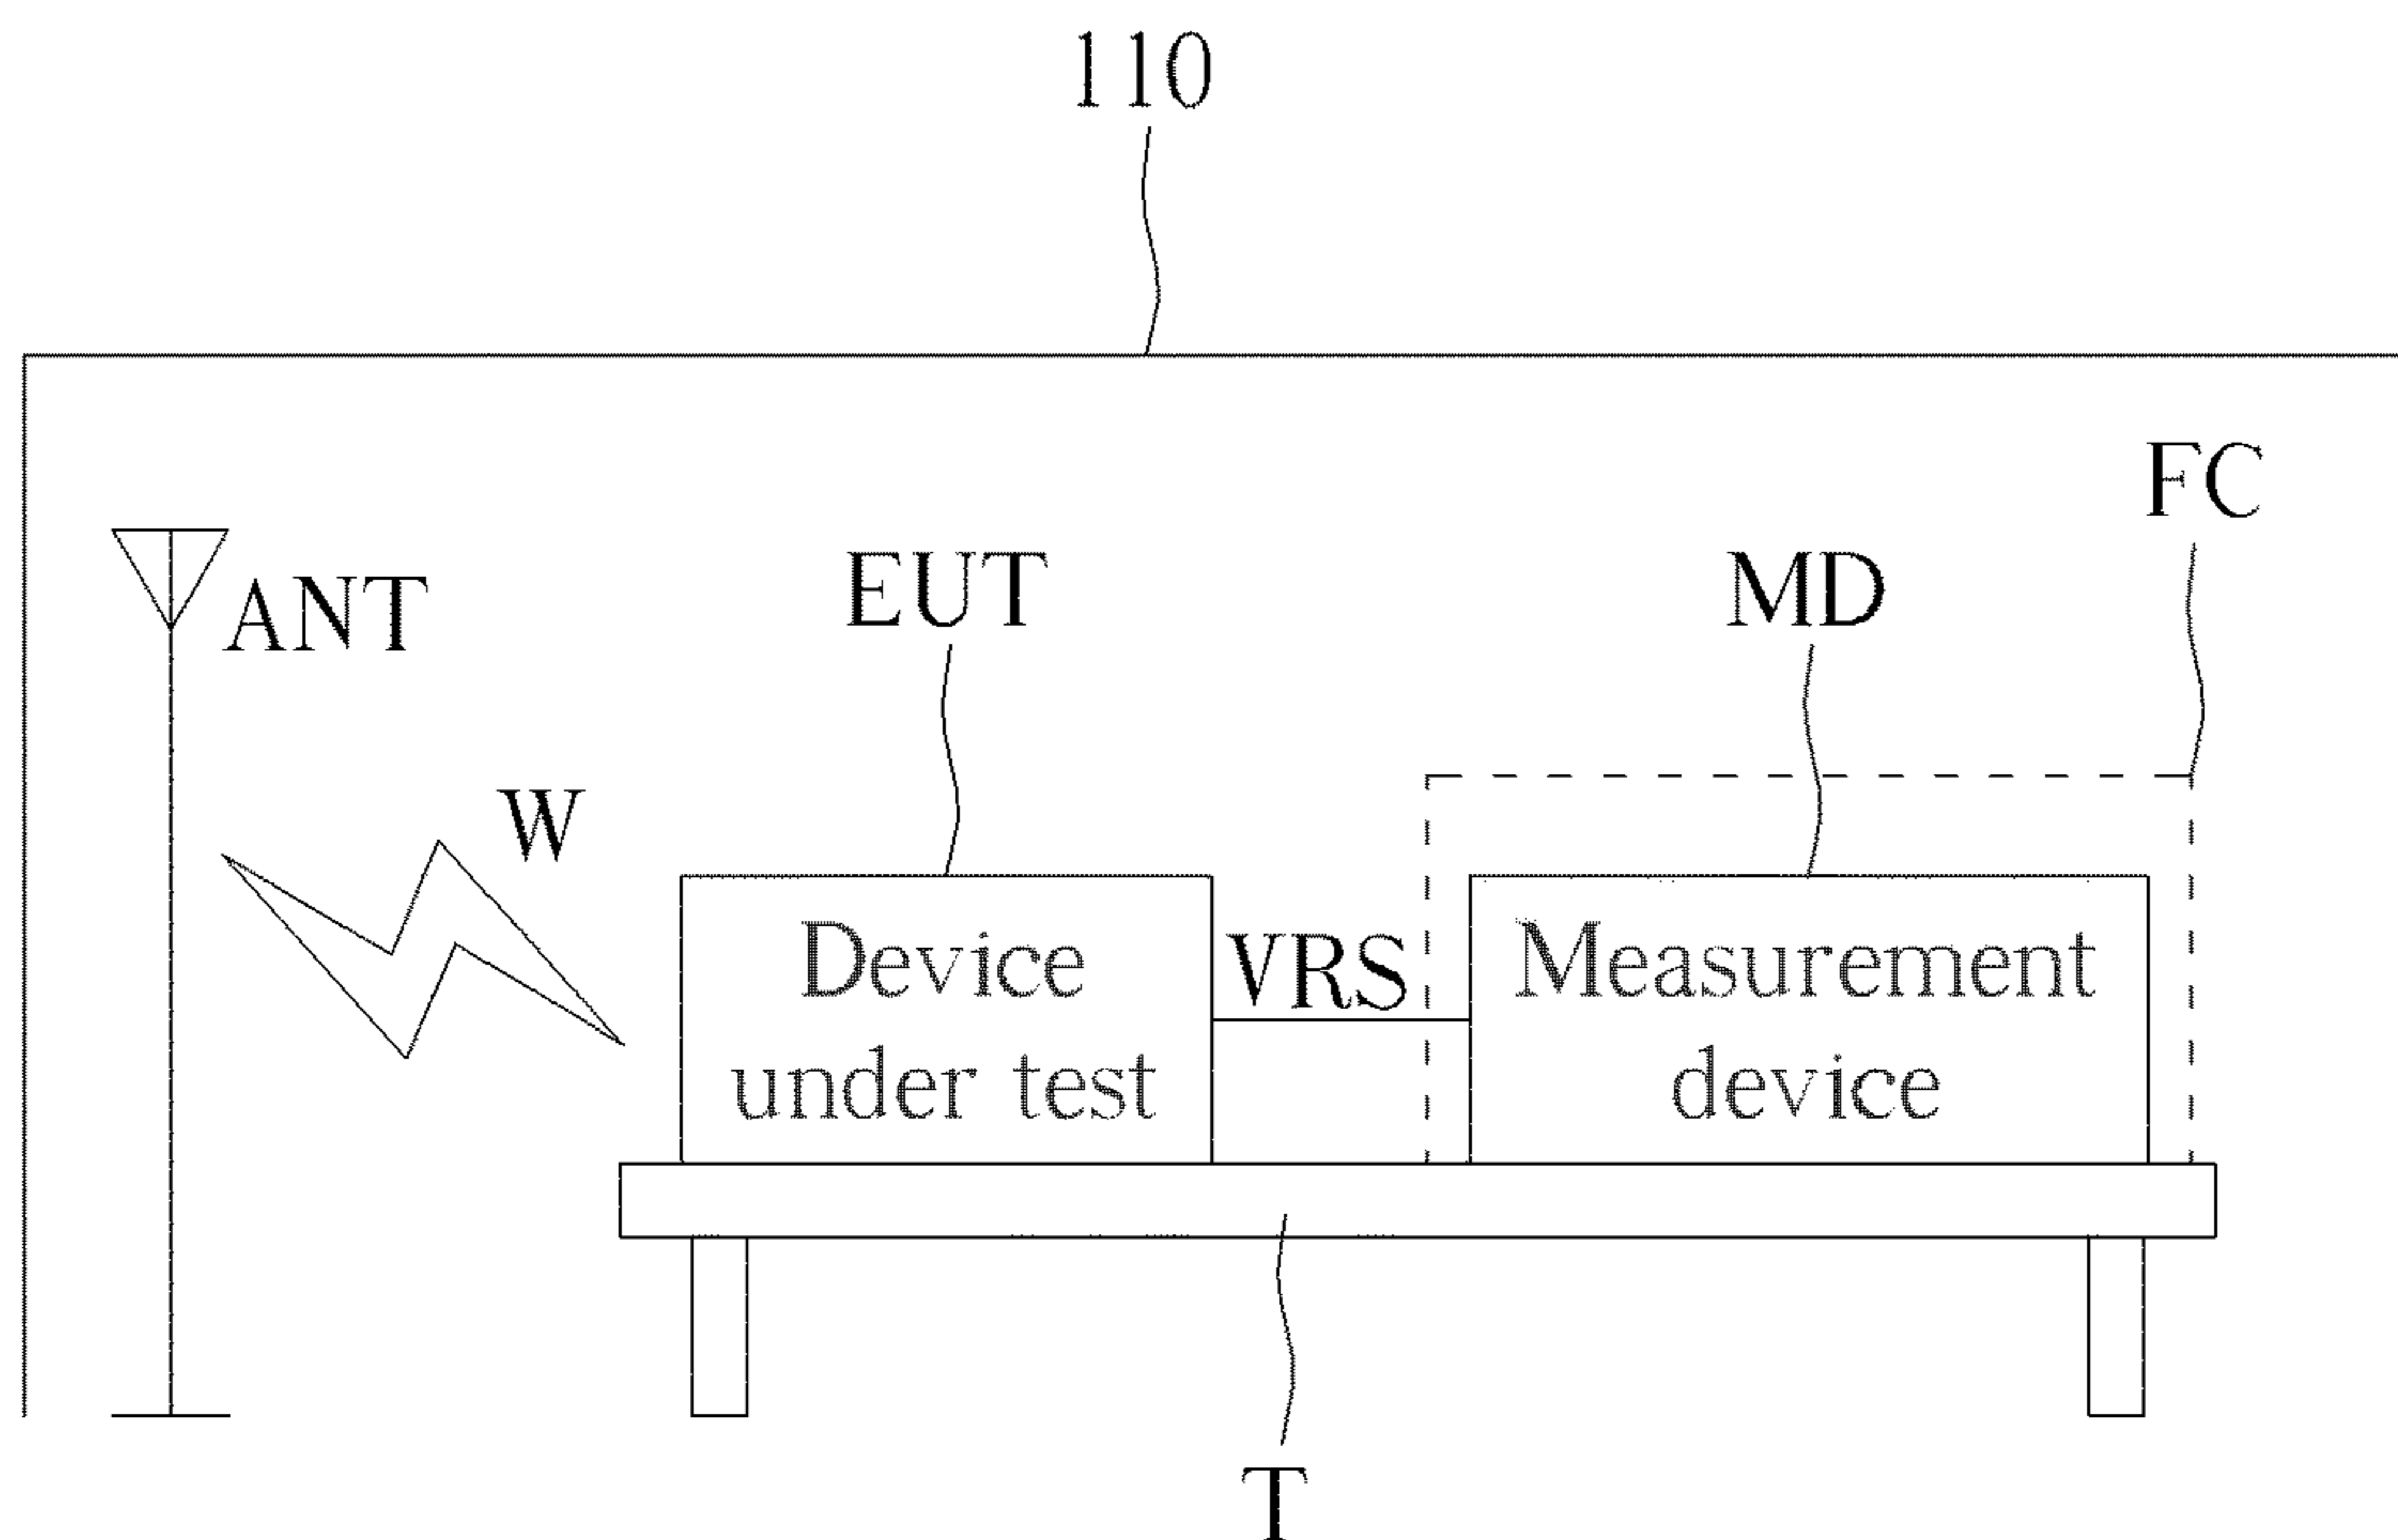 110
FC
ANT
EUT
MD
W
Device
under test
VRS
Measurement
device
T